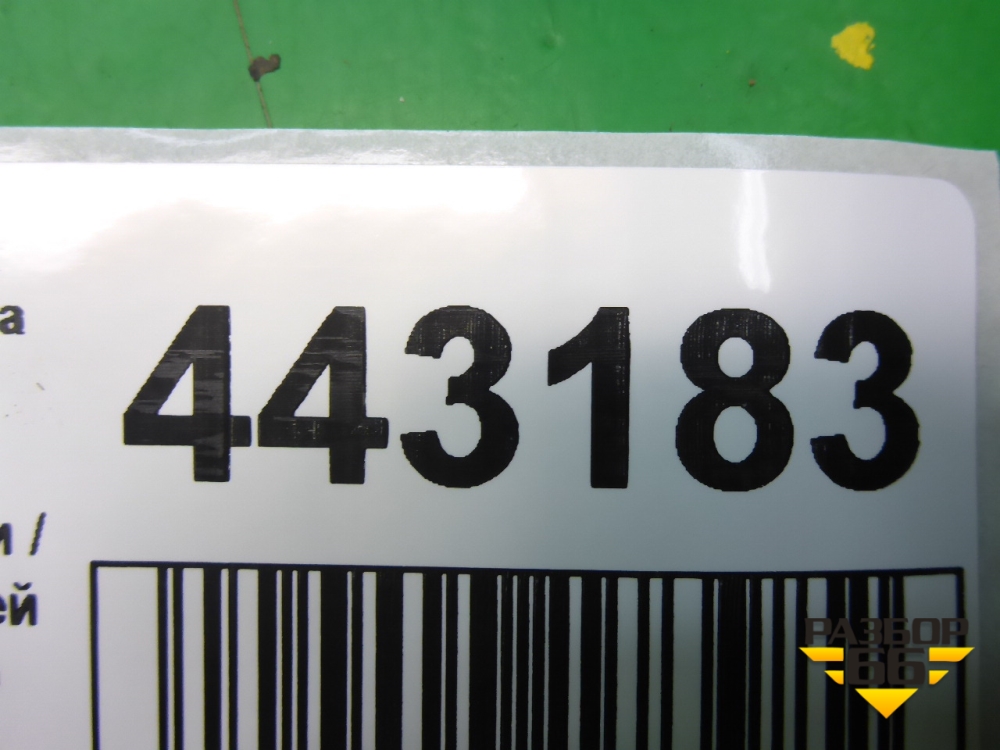 а
443183
и /
ей
РАЗБОР
66